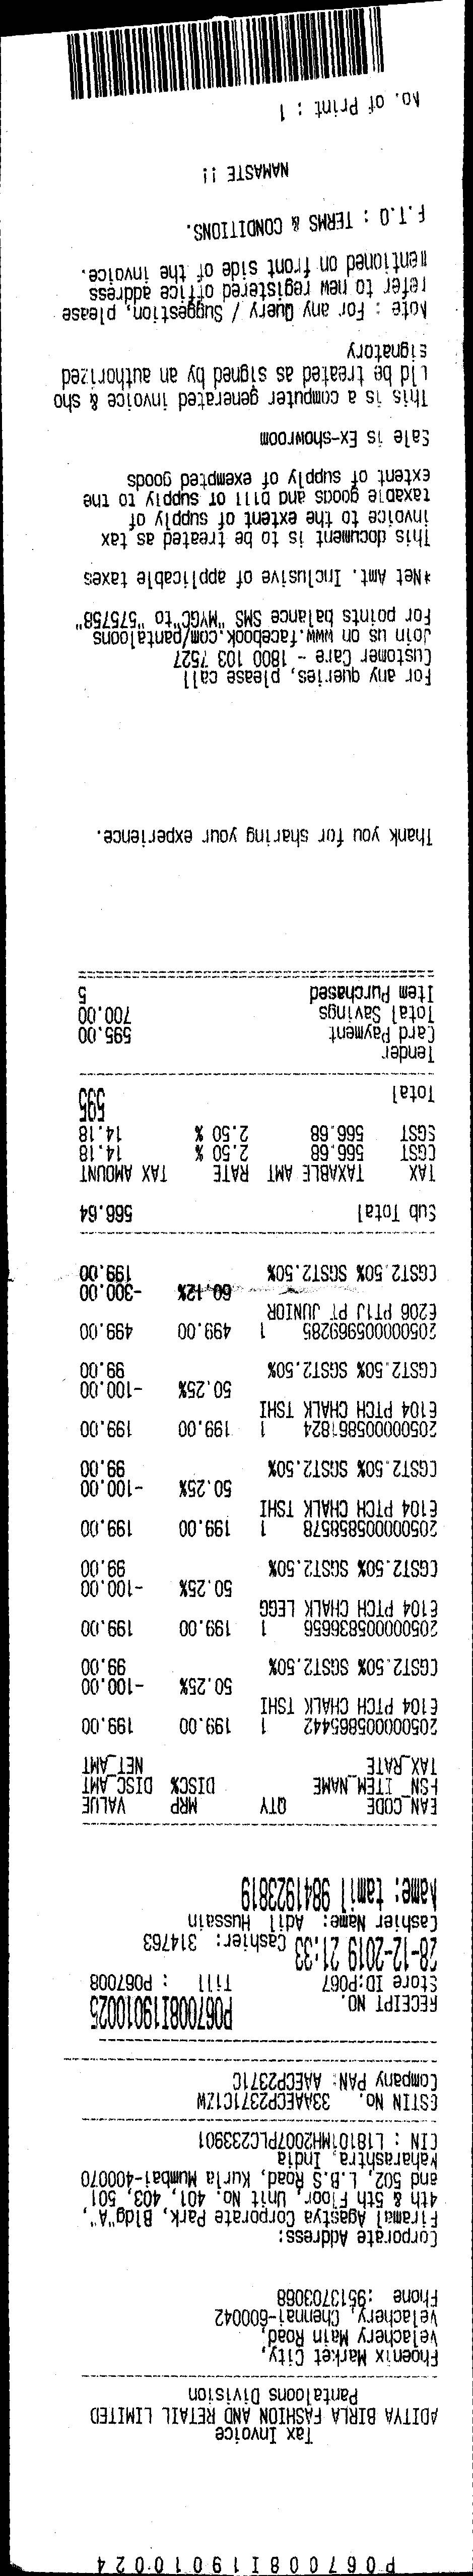 P067008I19010024
Tax Invoice
ADITYA BIRLA FASHION AND RETAIL LIMITED
Pantaloons Division
Phoenix Market City,
Velachery Main Road,
Velachery, Chennai-600042
Phone :9513703068
Corporate Address:
Piramal Agastya Corporate Park, Bldg"A",
4th & 5th Floor, Unit No. 401, 403, 501
and 502, L.B.S Road, Kurla Mumbai-400070
Maharashtra, India
CIN : L18101MH2007PLC233901
GSTIN No. 33AAECP2371C1ZW
Company PAN: AAECP2371C
RECEIPT NO. P067008I19010025
Store ID:P067 Till : P067008
28-12-2019 21:33 Cashier: 314763
Cashier Name: Adil Hussain
Name: tamil 9841923819
EAN_CODE QTY MRP VALUE
HSN ITEM_NAME DISC% DISC_AMT
TAX_RATE NET_AMT
2050000005865442 1 199.00 199.00
6104 PTCH CHALK TSHI
50.25% -100.00
CGST2.50% SGST2.50% 99.00
2050000005836656 1 199.00 199.00
6104 PTCH CHALK LEGG
50.25% -100.00
CGST2.50% SGST2.50% 99.00
2050000005858578 1 199.00 199.00
6104 PTCH CHALK TSHI
50.25% -100.00
CGST2.50% SGST2.50% 99.00
2050000005861824 1 199.00 199.00
6104 PTCH CHALK TSHI
50.25% -100.00
CGST2.50% SGST2.50% 99.00
2050000005969285 1 499.00 499.00
6206 PTIJ PT JUNIOR
60.12% -300.00
CGST2.50% SGST2.50% 199.00
Sub Total 566.64
TAX TAXABLE AMT RATE TAX AMOUNT
CGST 566.68 2.50 % 14.18
SGST 566.68 2.50 % 14.18
Total 595
Tender
Card Payment 595.00
Total Savings 700.00
Item Purchased 5
Thank you for sharing your experience.
For any queries, please call
Customer Care - 1800 103 7527
Join us on www.facebook.com/pantaloons
For points balance SMS "MYGC"to "575758"
*Net Amt. Inclusive of applicable taxes
This document is to be treated as tax
invoice to the extent of supply of
taxable goods and bill of supply to the
extent of supply of exempted goods
Sale is Ex-showroom
This is a computer generated invoice & sho
uld be treated as signed by an authorized
signatory
Note : For any Query / Suggestion, please
refer to new registered office address
mentioned on front side of the invoice.
P.T.O : TERMS & CONDITIONS.
NAMASTE !!
No. of Print : 1